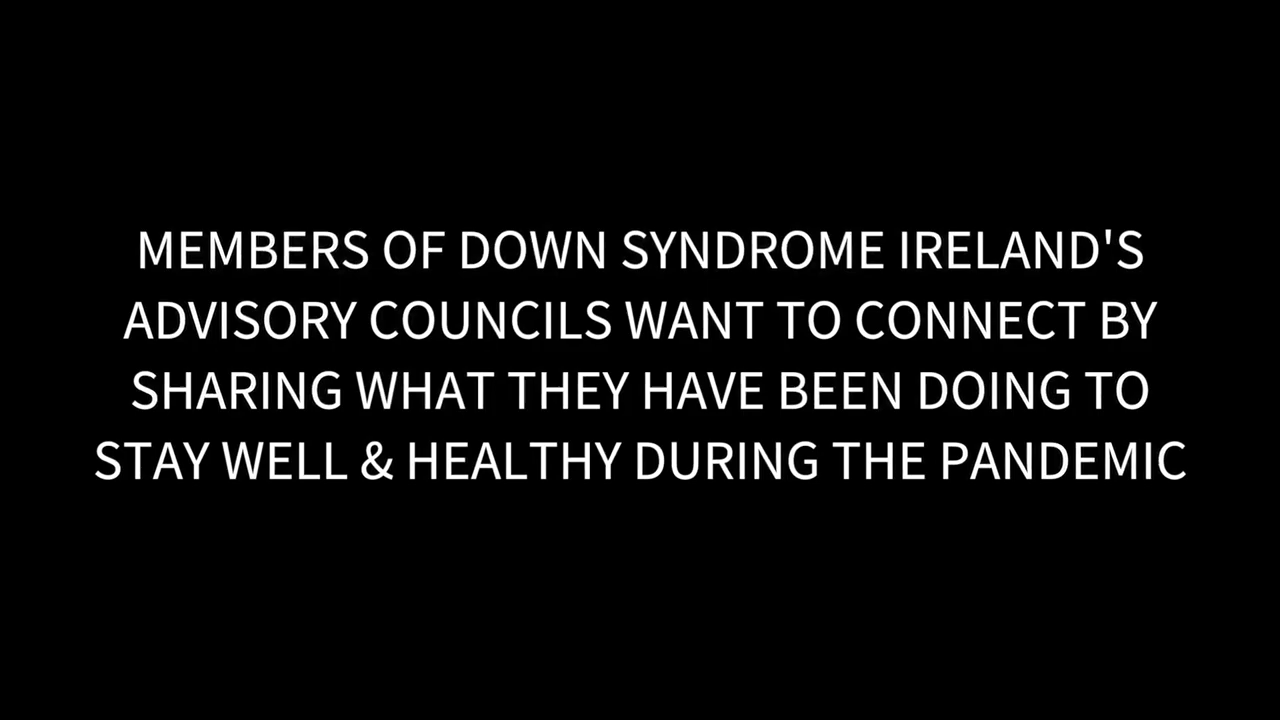 MEMBERS OF DOWN SYNDROME IRELAND'S
ADVISORY COUNCILS WANT TO CONNECT BY
SHARING WHAT THEY HAVE BEEN DOING TO
STAY WELL & HEALTHY DURING THE PANDEMIC